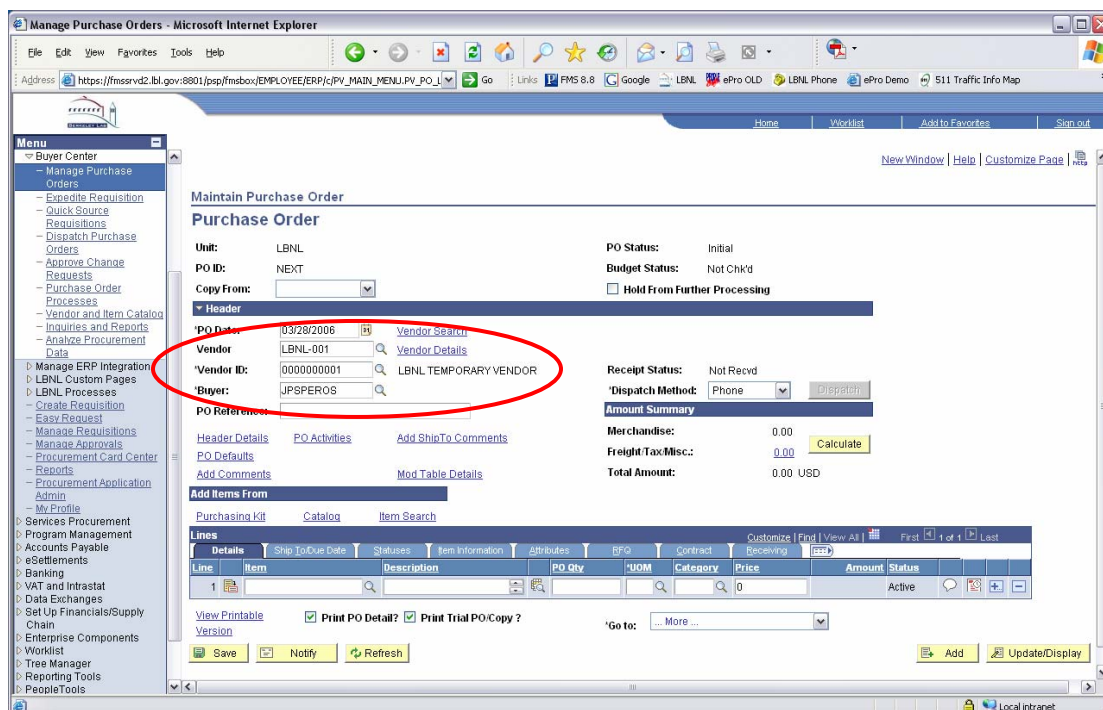 Manage Purchase Orders - Microsoft Internet Explorer
File Edit View Favorites Tools Help
Address https://fmssrvd2.lbl.gov:8801/psp/fmsbox/EMPLOYEE/ERP/c/PV_MAIN_MENU.PV_PO_L Go Links FMS 8.8 Google LBNL ePro OLD LBNL Phone ePro Demo 511 Traffic Info Map
BERKELEY LAB
Home Worklist Add to Favorites Sign out
Menu
Buyer Center
Manage Purchase
Orders
Expedite Requisition
Quick Source
Requisitions
Dispatch Purchase
Orders
Approve Change
Requests
Purchase Order
Processes
Vendor and Item Catalog
Inquiries and Reports
Analyze Procurement
Data
Manage ERP Integration
LBNL Custom Pages
LBNL Processes
Create Requisition
Easy Request
Manage Requisitions
Manage Approvals
Procurement Card Center
Reports
Procurement Application
Admin
My Profile
Services Procurement
Program Management
Accounts Payable
eSettlements
Banking
VAT and Intrastat
Data Exchanges
Set Up Financials/Supply
Chain
Enterprise Components
Worklist
Tree Manager
Reporting Tools
PeopleTools
New Window | Help | Customize Page | http
Maintain Purchase Order
Purchase Order
Unit: LBNL PO Status: Initial
PO ID: NEXT Budget Status: Not Chk'd
Copy From: Hold From Further Processing
Header
*PO Date: 03/28/2006 31 Vendor Search
Vendor LBNL-001 Vendor Details
*Vendor ID: 0000000001 LBNL TEMPORARY VENDOR Receipt Status: Not Recvd
*Buyer: JPSPEROS *Dispatch Method: Phone Dispatch
PO Reference: Amount Summary
Merchandise: 0.00
Header Details PO Activities Add ShipTo Comments Calculate
PO Defaults Freight/Tax/Misc.: 0.00
Add Comments Mod Table Details Total Amount: 0.00 USD
Add Items From
Purchasing Kit Catalog Item Search
Lines Customize | Find | View All | First 1 of 1 Last
Details Ship To/Due Date Statuses Item Information Attributes RFQ Contract Receiving
Line Item Description PO Qty *UOM Category Price Amount Status
1 0 Active
View Printable
Version
Print PO Detail? Print Trial PO/Copy ? *Go to: ... More ...
Save Notify Refresh Add Update/Display
Local intranet